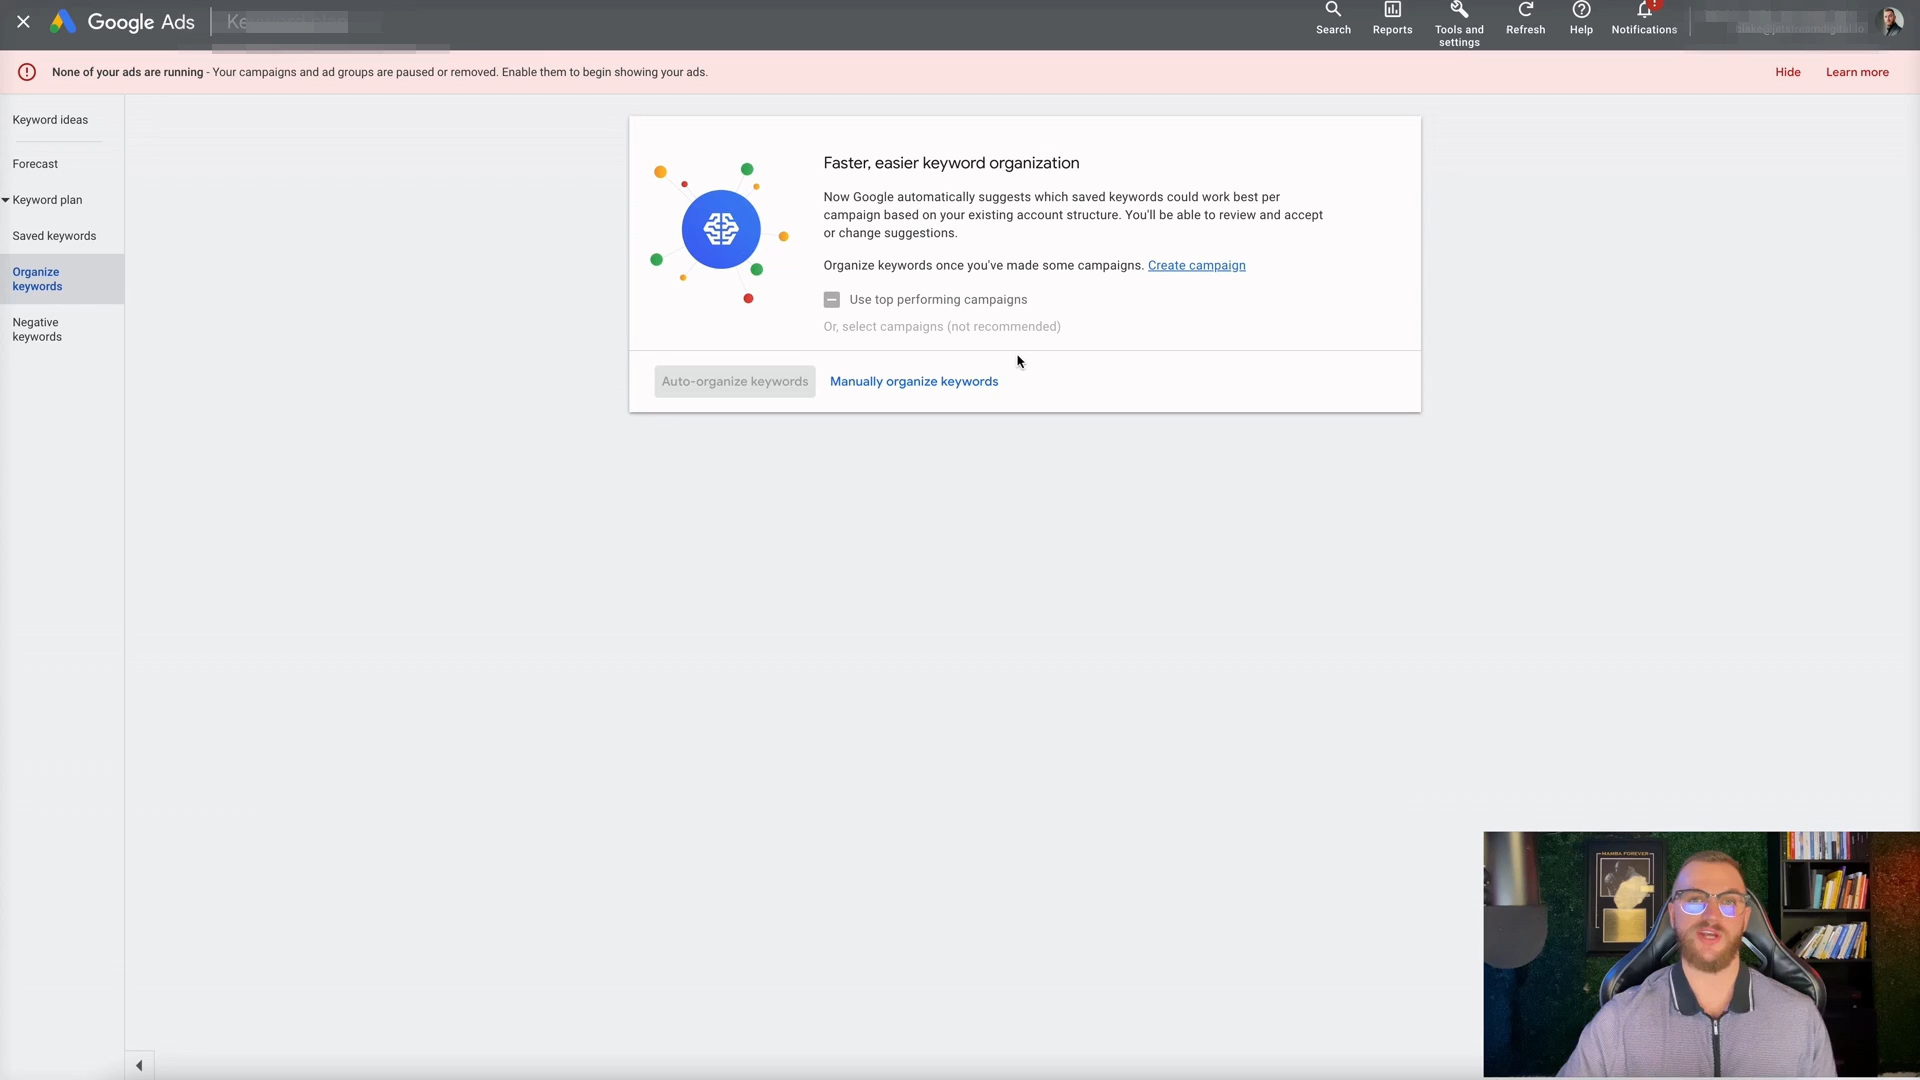 Google Ads
Search
Reports
Tools and
settings
Refresh
Help
Notifications
None of your ads are running - Your campaigns and ad groups are paused or removed. Enable them to begin showing your ads.
Hide
Learn more
Keyword ideas
Forecast
Keyword plan
Saved keywords
Organize
keywords
Negative
keywords
Faster, easier keyword organization
Now Google automatically suggests which saved keywords could work best per
campaign based on your existing account structure. You'll be able to review and accept
or change suggestions.
Organize keywords once you've made some campaigns. Create campaign
Use top performing campaigns
Or, select campaigns (not recommended)
Auto-organize keywords
Manually organize keywords
MAMBA FOREVER